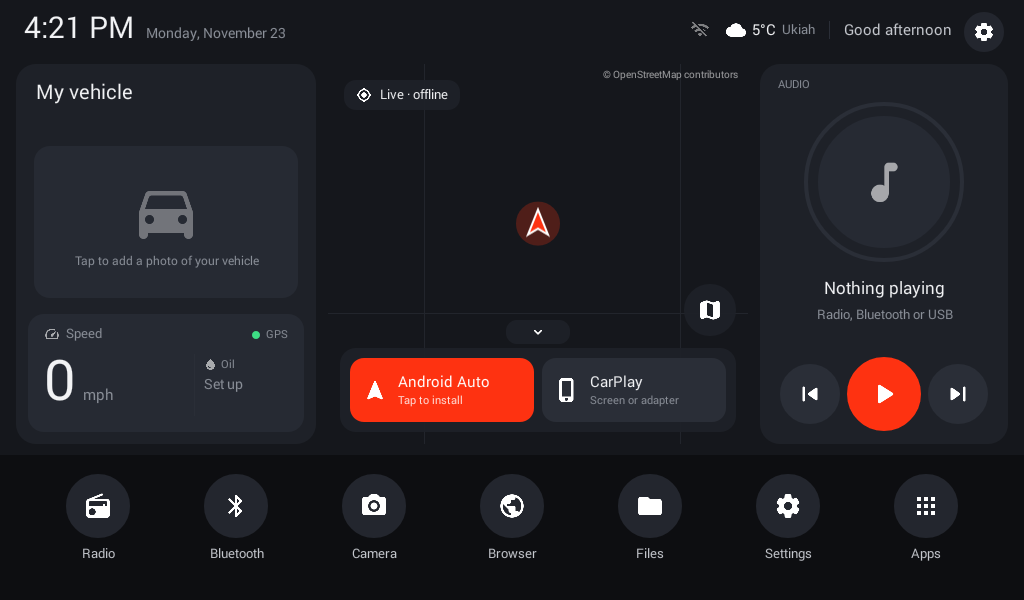 4:21 PM Monday, November 23
5°C Ukiah
Good afternoon
My vehicle
Tap to add a photo of your vehicle
Speed
GPS
0 mph
Oil
Set up
Live · offline
© OpenStreetMap contributors
Android Auto
Tap to install
CarPlay
Screen or adapter
AUDIO
Nothing playing
Radio, Bluetooth or USB
Radio
Bluetooth
Camera
Browser
Files
Settings
Apps